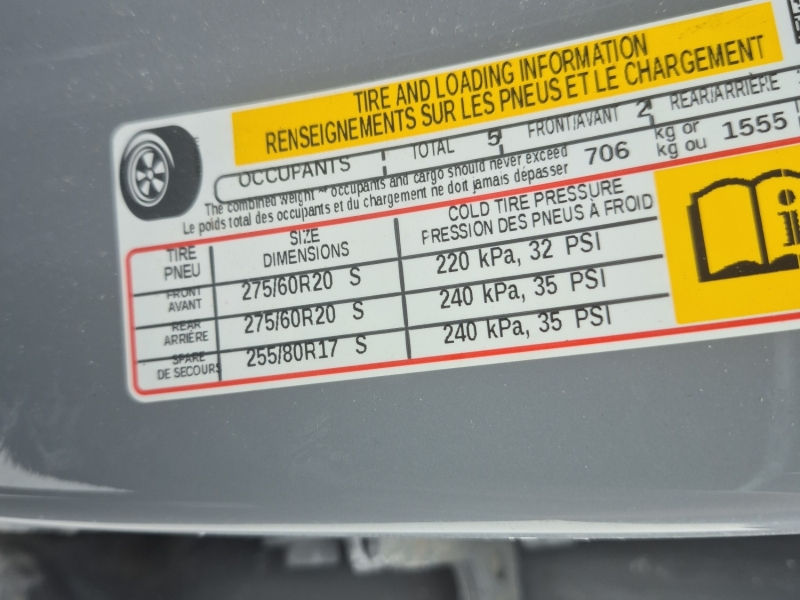 TIRE AND LOADING INFORMATION
RENSEIGNEMENTS SUR LES PNEUS ET LE CHARGEMENT
OCCUPANTS TOTAL 5 FRONT/AVANT 2 REAR/ARRIÈRE
The combined weight occupants and cargo should never exceed 706 kg or 1555
Le poids total des occupants et du chargement ne doit jamais dépasser kg ou
TIRE SIZE COLD TIRE PRESSURE
PNEU DIMENSIONS PRESSION DES PNEUS À FROID
FRONT 275/60R20 S 220 kPa, 32 PSI
AVANT
REAR 275/60R20 S 240 kPa, 35 PSI
ARRIÈRE
SPARE 255/80R17 S 240 kPa, 35 PSI
DE SECOURS